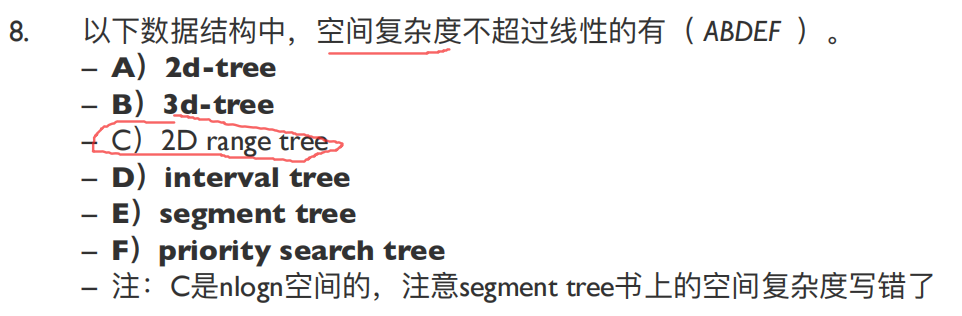 8. 以下数据结构中，空间复杂度不超过线性的有（ ABDEF ）。
– A）2d-tree
– B）3d-tree
– C）2D range tree
– D）interval tree
– E）segment tree
– F）priority search tree
– 注：C是nlogn空间的，注意segment tree书上的空间复杂度写错了